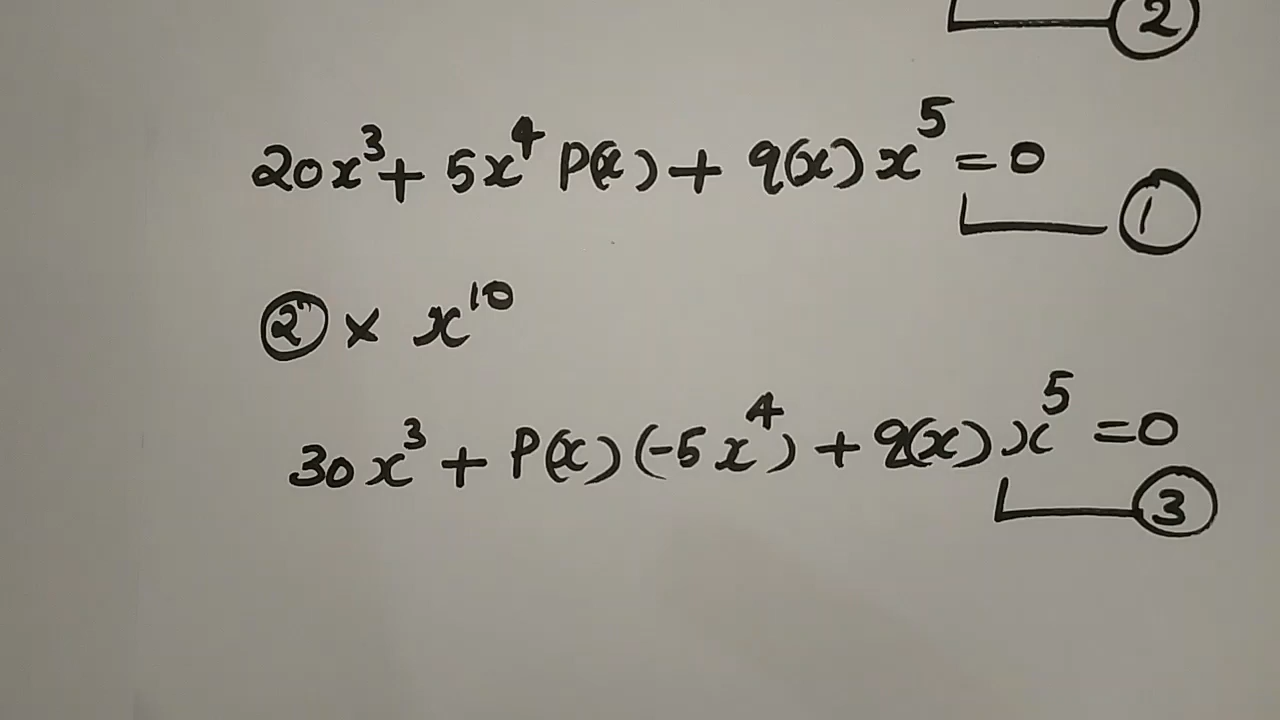 ②
20x³ + 5x⁴ P(x) + q(x) x⁵ = 0
①
② × x¹⁰
30x³ + P(x) (-5x⁴) + q(x) x⁵ = 0
③